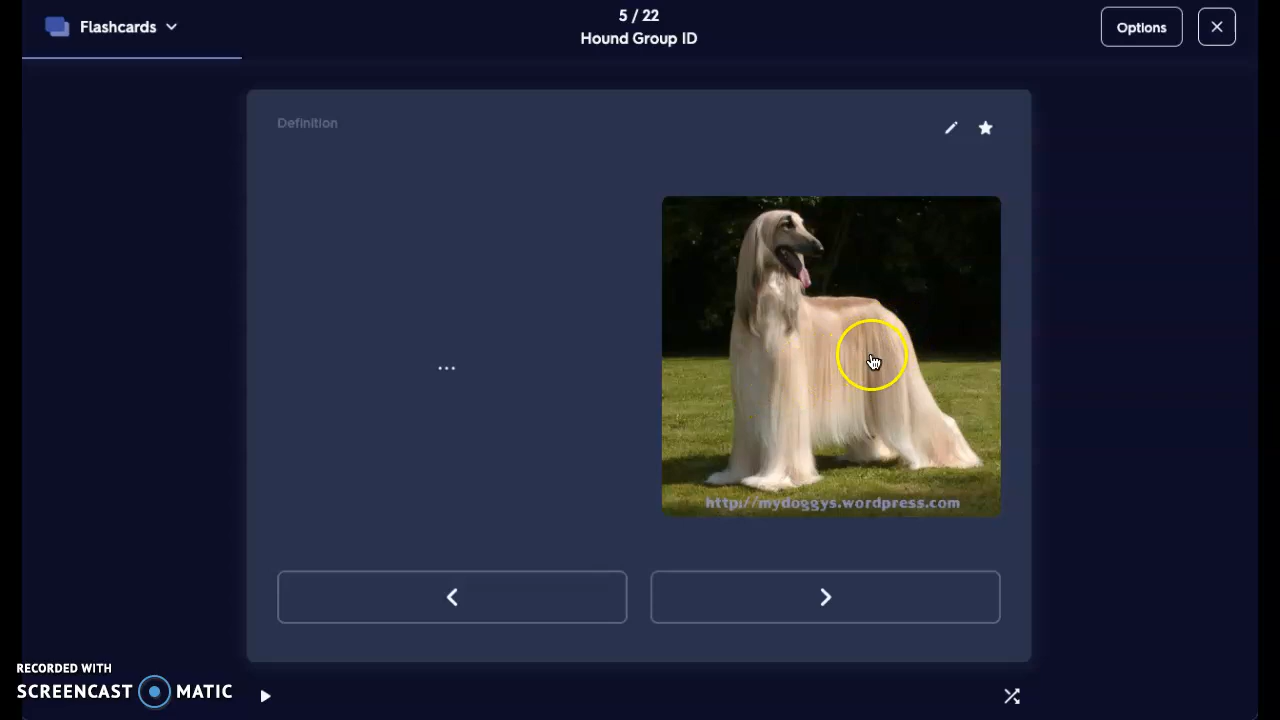 Flashcards
5 / 22
Hound Group ID
Options
Definition
...
http://mydoggys.wordpress.com
RECORDED WITH
SCREENCAST MATIC